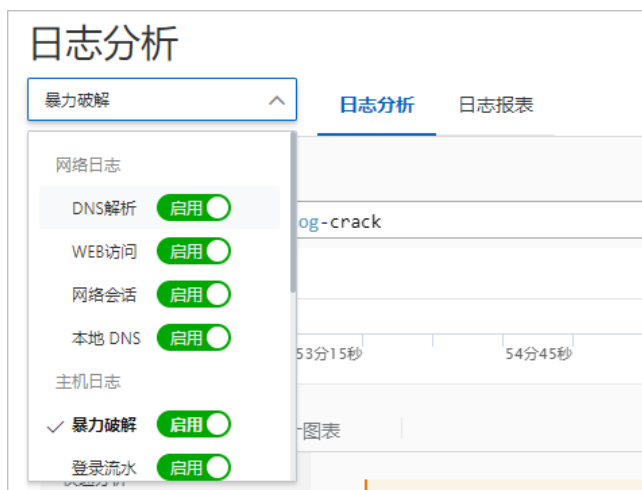 日志分析
暴力破解
日志分析 日志报表
网络日志
DNS解析 启用
og-crack
WEB访问 启用
网络会话 启用
本地 DNS 启用
53分15秒 54分45秒
主机日志
暴力破解 启用
图表
登录流水 启用